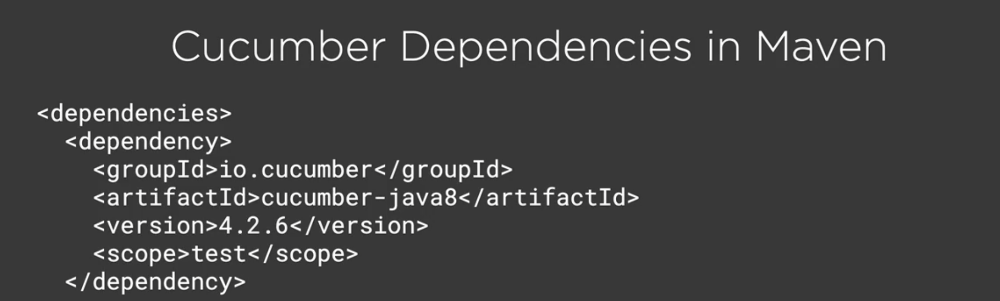 Cucumber Dependencies in Maven
<dependencies>
<dependency>
<groupId>io.cucumber</groupId>
<artifactId>cucumber-java8</artifactId>
<version>4.2.6</version>
<scope>test</scope>
</dependency>